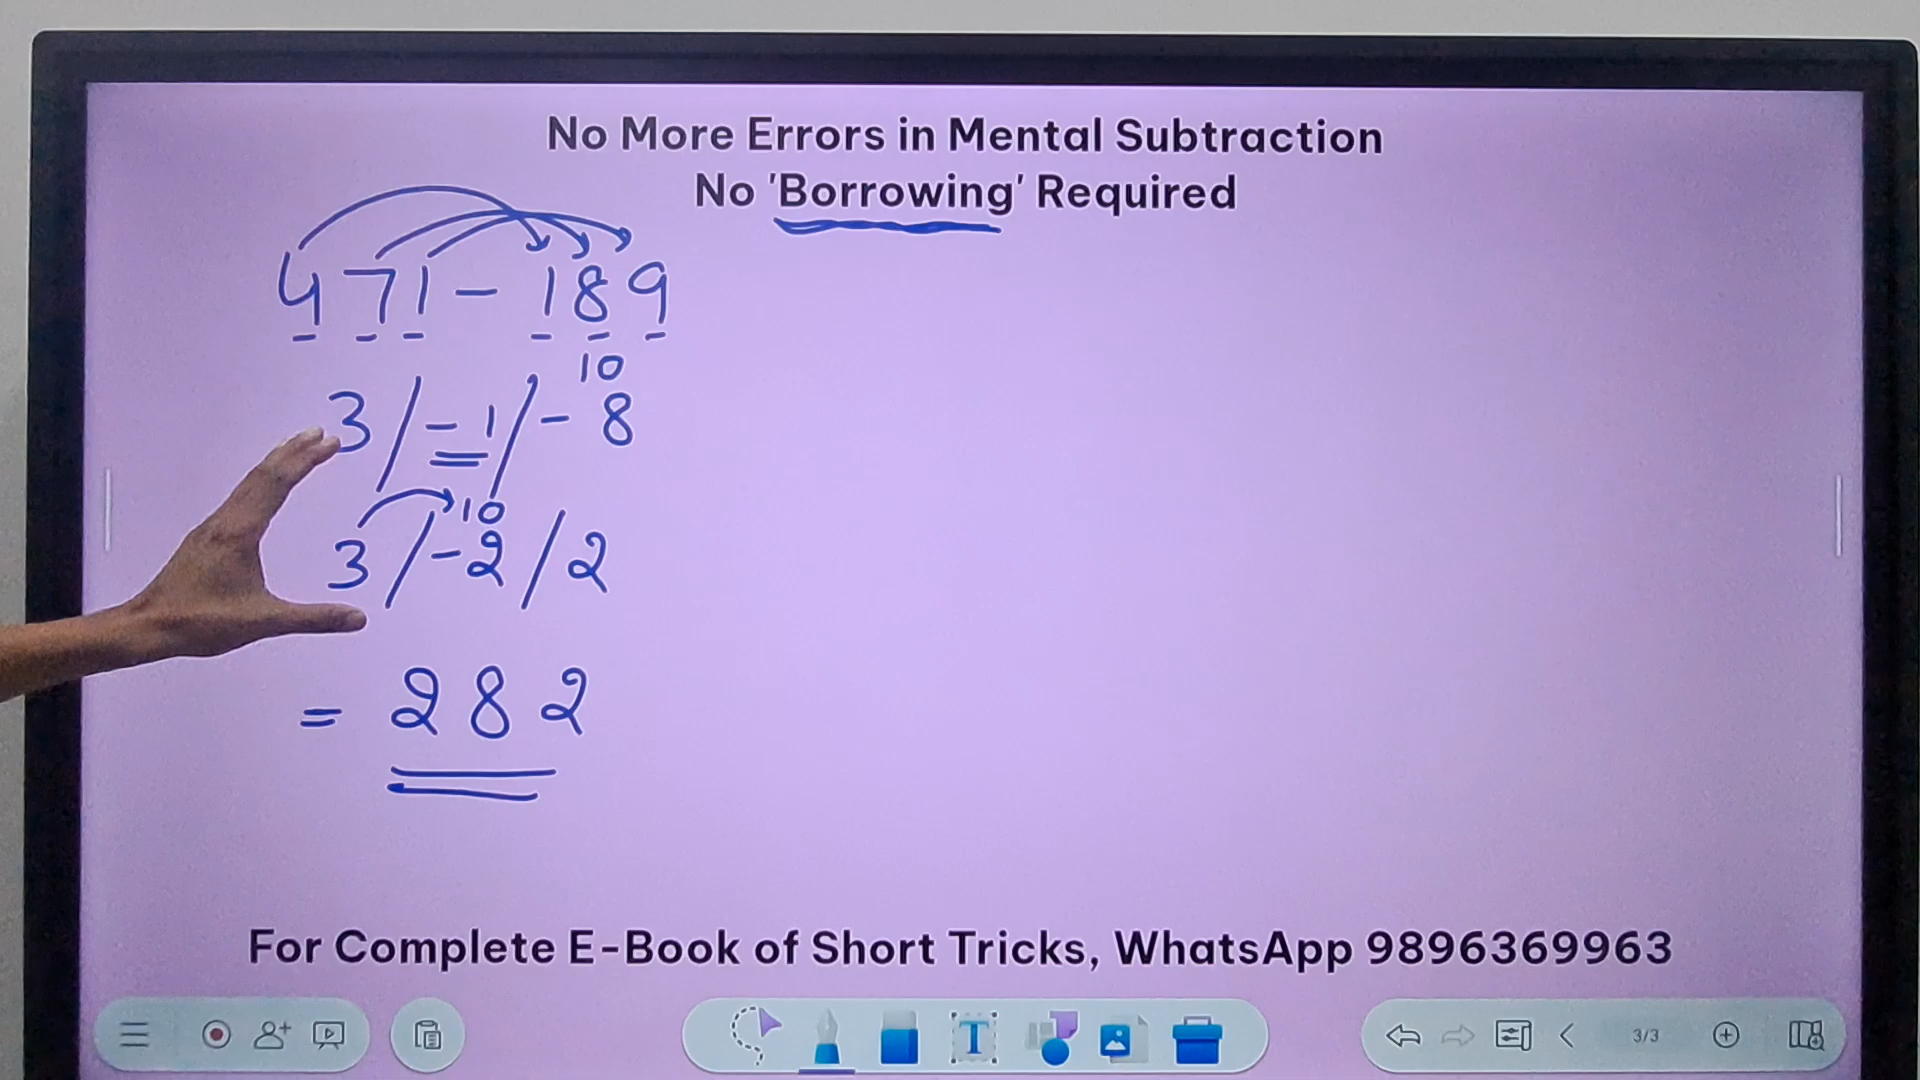 No More Errors in Mental Subtraction
No 'Borrowing' Required
471 - 189
10
3 / -1 / - 8
10
3 / -2 / 2
= 282
For Complete E-Book of Short Tricks, WhatsApp 9896369963
T
3/3